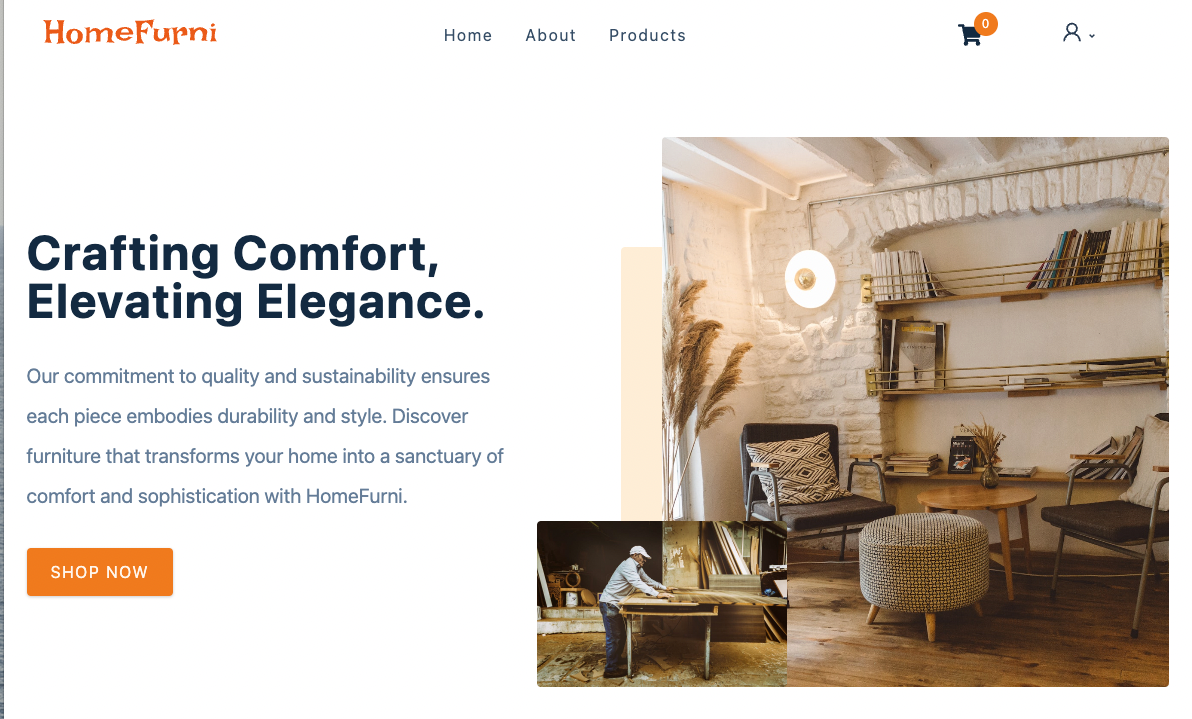 HomeFurni
Home About Products
0
Crafting Comfort,
Elevating Elegance.
Our commitment to quality and sustainability ensures
each piece embodies durability and style. Discover
furniture that transforms your home into a sanctuary of
comfort and sophistication with HomeFurni.
SHOP NOW